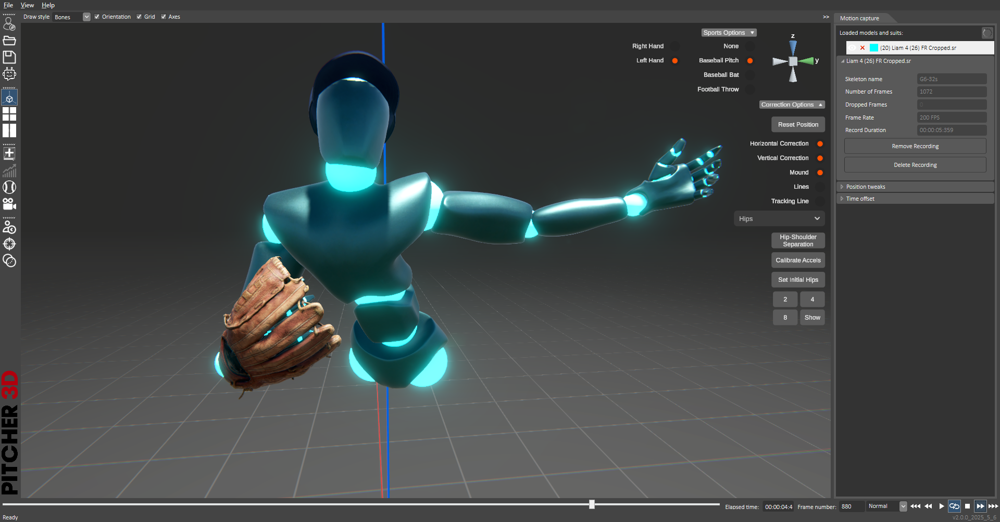 File View Help
Draw style Bones Orientation Grid Axes
>>
Motion capture
Loaded models and suits:
(20) Liam 4 (26) FR Cropped.sr
Liam 4 (26) FR Cropped.sr
Skeleton name G6-32s
Number of Frames 1072
Dropped Frames 0
Frame Rate 200 FPS
Record Duration 00:00:05:359
Remove Recording
Delete Recording
Position tweaks
Time offset
Sports Options
Right Hand None
Left Hand Baseball Pitch
Baseball Bat
Football Throw
z
y
Correction Options
Reset Position
Horizontal Correction
Vertical Correction
Mound
Lines
Tracking Line
Hips
Hip-Shoulder
Separation
Calibrate Accels
Set Initial Hips
2 4
8 Show
PITCHER 3D
Elapsed time: 00:00:04:4 Frame number: 880 Normal
Ready
v2.0.0_2025_5_6